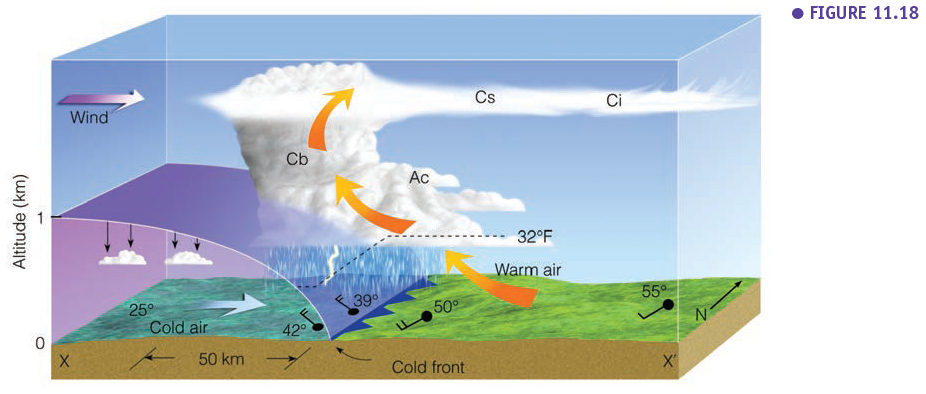 ● FIGURE 11.18
Wind
Cs
Ci
Cb
Ac
Altitude (km)
1
32°F
Warm air
25°
Cold air
42°
39°
50°
55°
N
0
X
50 km
Cold front
X′